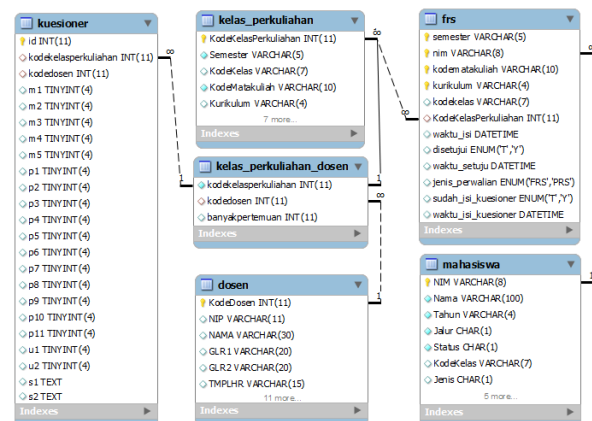 kuesioner
id INT(11)
kodekelasperkuliahan INT(11)
kodedosen INT(11)
m1 TINYINT(4)
m2 TINYINT(4)
m3 TINYINT(4)
m4 TINYINT(4)
m5 TINYINT(4)
p1 TINYINT(4)
p2 TINYINT(4)
p3 TINYINT(4)
p4 TINYINT(4)
p5 TINYINT(4)
p6 TINYINT(4)
p7 TINYINT(4)
p8 TINYINT(4)
p9 TINYINT(4)
p10 TINYINT(4)
p11 TINYINT(4)
u1 TINYINT(4)
u2 TINYINT(4)
s1 TEXT
s2 TEXT
Indexes
kelas_perkuliahan
KodeKelasPerkuliahan INT(11)
Semester VARCHAR(5)
KodeKelas VARCHAR(7)
KodeMatakuliah VARCHAR(10)
Kurikulum VARCHAR(4)
7 more...
Indexes
kelas_perkuliahan_dosen
kodekelasperkuliahan INT(11)
kodedosen INT(11)
banyakpertemuan INT(11)
Indexes
dosen
KodeDosen INT(11)
NIP VARCHAR(11)
NAMA VARCHAR(30)
GLR1 VARCHAR(20)
GLR2 VARCHAR(20)
TMPLHR VARCHAR(15)
11 more...
Indexes
frs
semester VARCHAR(5)
nim VARCHAR(8)
kodematakuliah VARCHAR(10)
kurikulum VARCHAR(4)
kodekelas VARCHAR(7)
KodeKelasPerkuliahan INT(11)
waktu_isi DATETIME
disetujui ENUM('T','Y')
waktu_setuju DATETIME
jenis_perwalian ENUM('FRS','PRS')
sudah_isi_kuesioner ENUM('T','Y')
waktu_isi_kuesioner DATETIME
Indexes
mahasiswa
NIM VARCHAR(8)
Nama VARCHAR(100)
Tahun VARCHAR(4)
Jalur CHAR(1)
Status CHAR(1)
KodeKelas VARCHAR(7)
Jenis CHAR(1)
5 more...
Indexes
∞
1
∞
1
∞
1
∞
∞
1